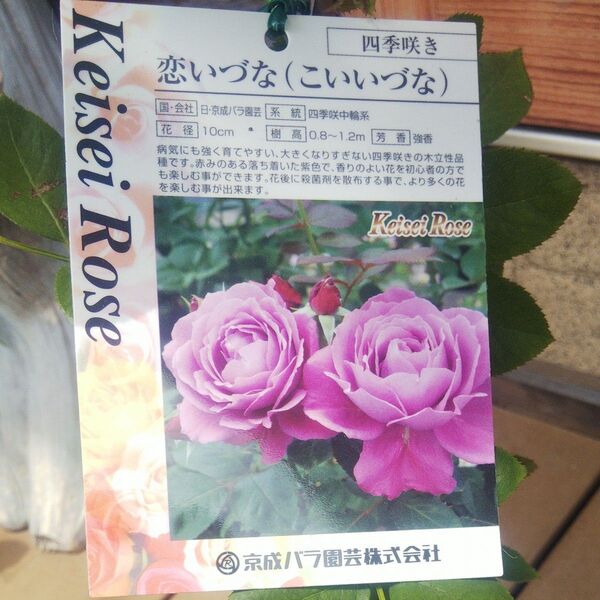 Keisei Rose
四季咲き
恋いづな（こいいづな）
国・会社 日・京成バラ園芸 系統 四季咲中輪系
花径 10cm 樹高 0.8～1.2m 芳香 強香
病気にも強く育てやすい、大きくなりすぎない四季咲きの木立性品
種です。赤みのある落ち着いた紫色で、香りのよい花を初心者の方で
も楽しむ事ができます。花後に殺菌剤を散布する事で、より多くの花
を楽しむ事が出来ます。
Keisei Rose
京成バラ園芸株式会社